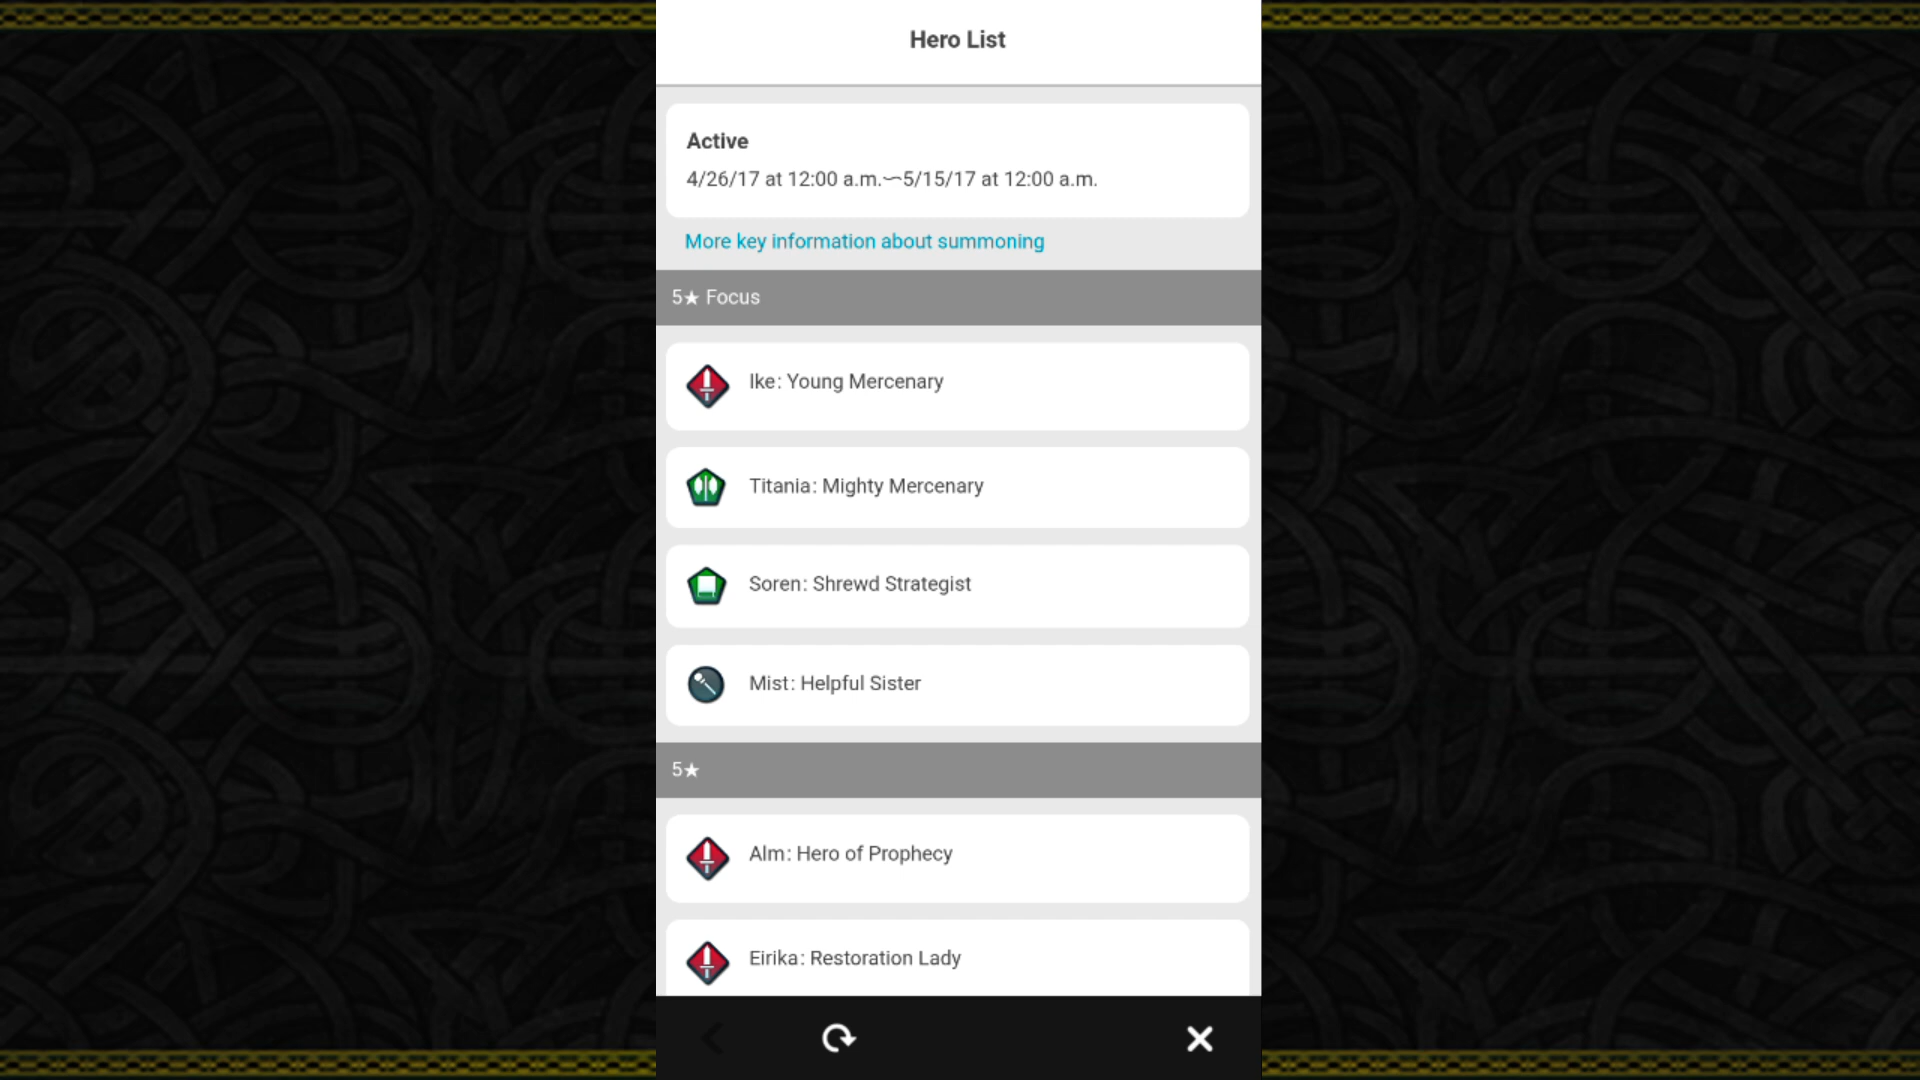 Hero List
Active
4/26/17 at 12:00 a.m.〜5/15/17 at 12:00 a.m.
More key information about summoning
5★ Focus
Ike: Young Mercenary
Titania: Mighty Mercenary
Soren: Shrewd Strategist
Mist: Helpful Sister
5★
Alm: Hero of Prophecy
Eirika: Restoration Lady